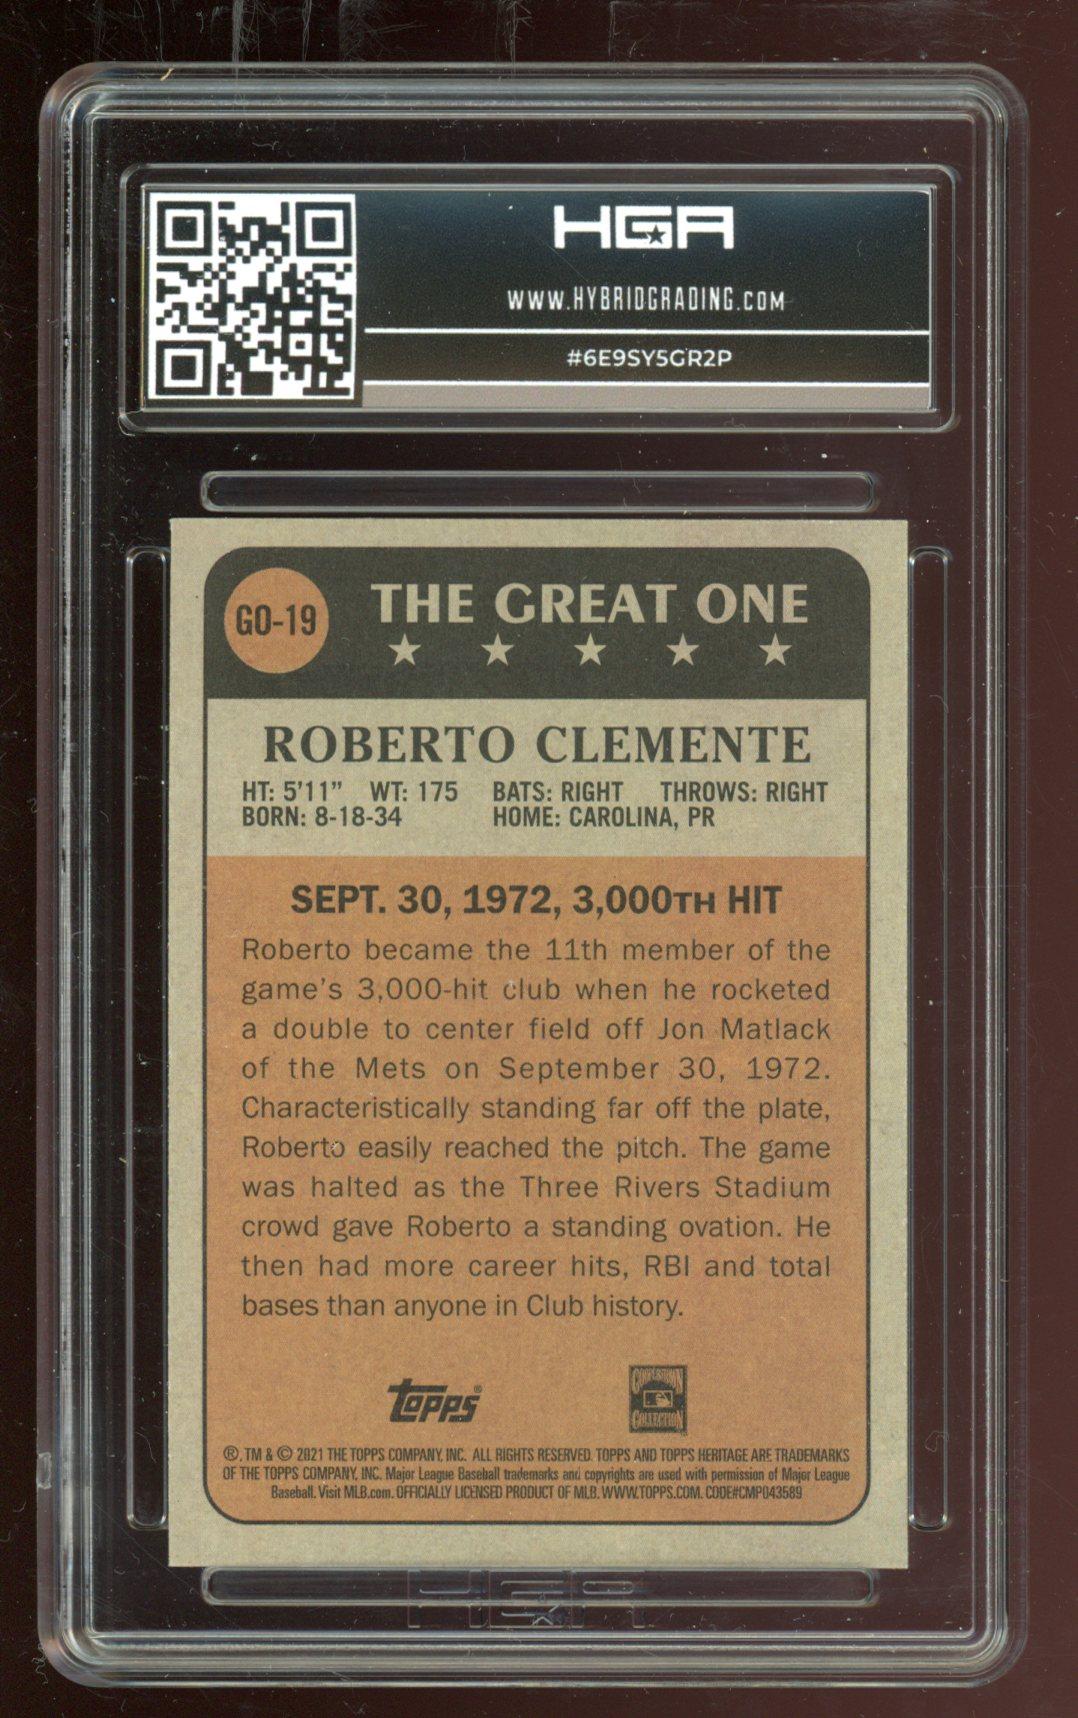 HGA
WWW.HYBRIDGRADING.COM
#6E9SY5GR2P
GO-19
THE GREAT ONE
ROBERTO CLEMENTE
HT: 5'11" WT: 175 BATS: RIGHT THROWS: RIGHT
BORN: 8-18-34 HOME: CAROLINA, PR
SEPT. 30, 1972, 3,000TH HIT
Roberto became the 11th member of the
game's 3,000-hit club when he rocketed
a double to center field off Jon Matlack
of the Mets on September 30, 1972.
Characteristically standing far off the plate,
Roberto easily reached the pitch. The game
was halted as the Three Rivers Stadium
crowd gave Roberto a standing ovation. He
then had more career hits, RBI and total
bases than anyone in Club history.
Topps®
COOPERSTOWN
COLLECTION
®, TM & © 2021 THE TOPPS COMPANY, INC. ALL RIGHTS RESERVED. TOPPS AND TOPPS HERITAGE ARE TRADEMARKS
OF THE TOPPS COMPANY, INC. Major League Baseball trademarks and copyrights are used with permission of Major League
Baseball. Visit MLB.com. OFFICIALLY LICENSED PRODUCT OF MLB. WWW.TOPPS.COM. CODE#CMP043589
HGA